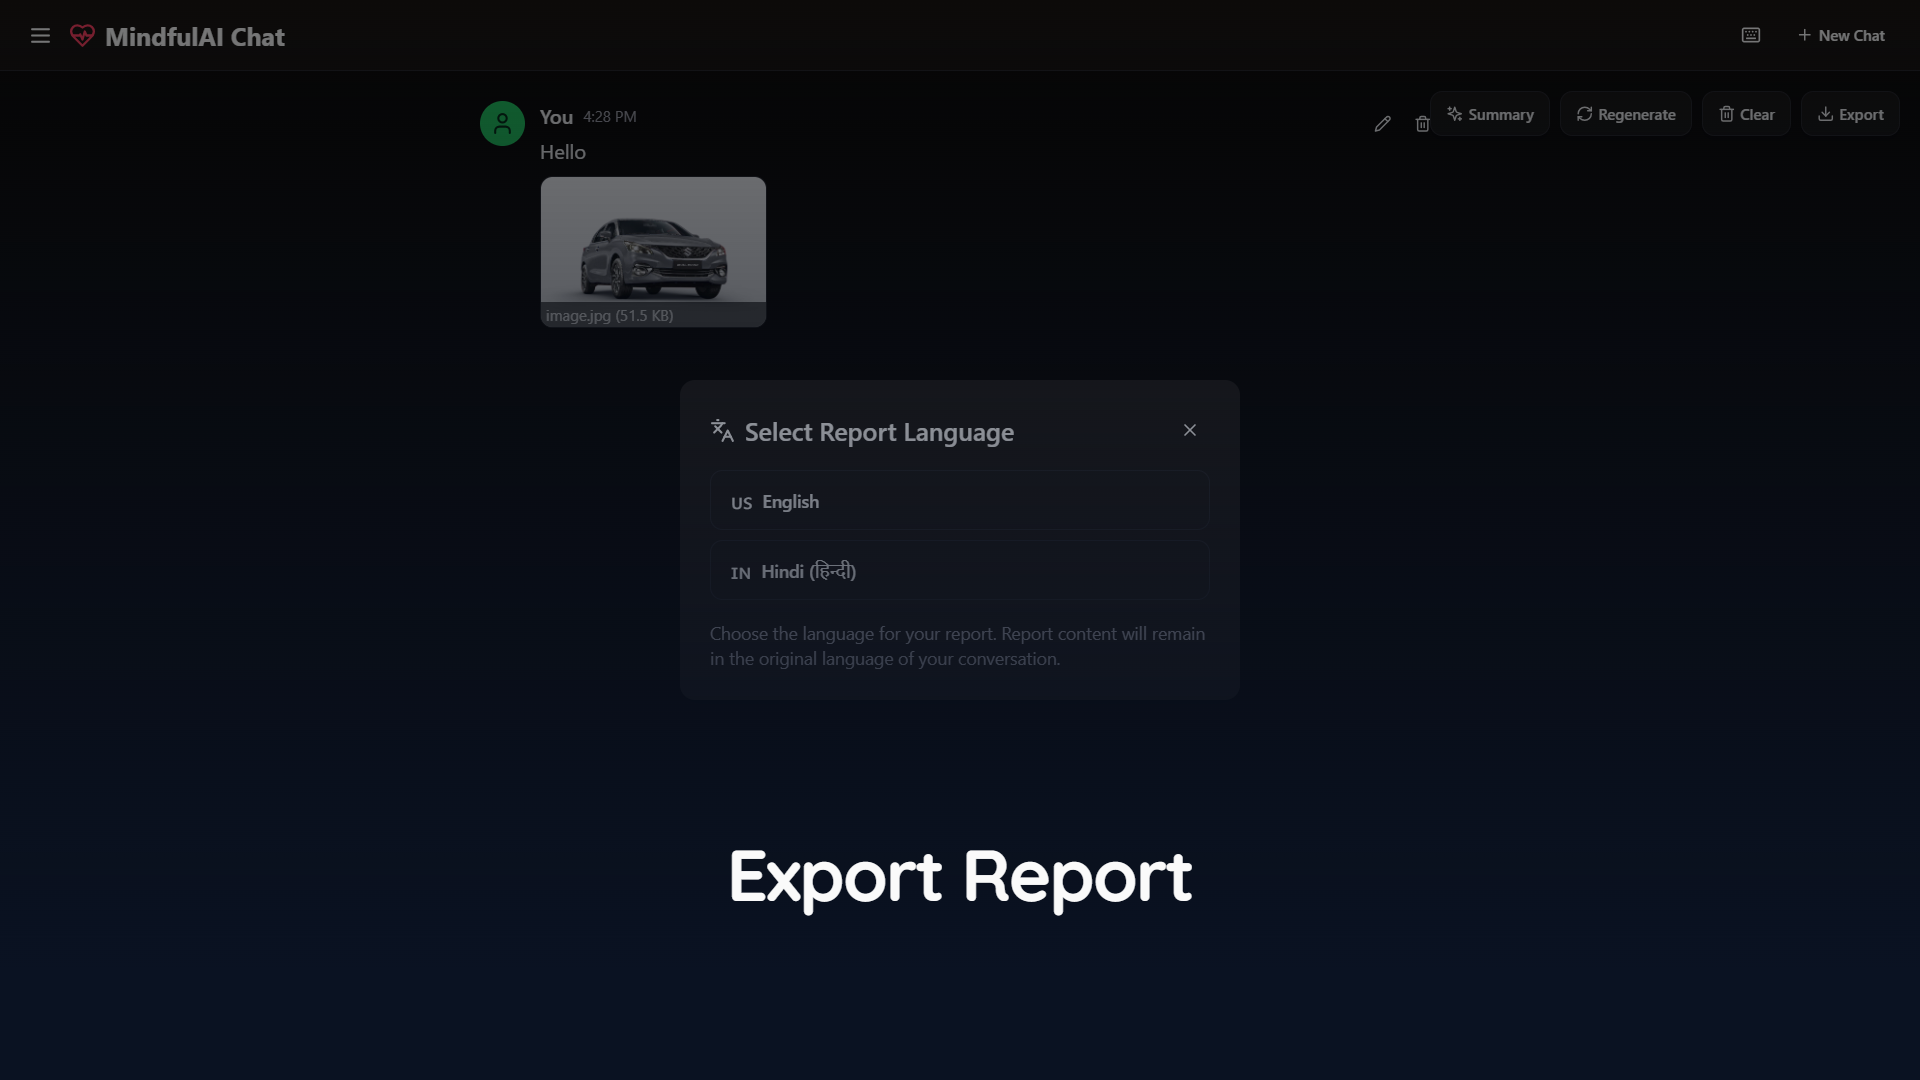 MindfulAI Chat
New Chat
You 4:28 PM
Summary
Regenerate
Clear
Export
Hello
image.jpg (51.5 KB)
Select Report Language
US English
IN Hindi (हिन्दी)
Choose the language for your report. Report content will remain
in the original language of your conversation.
Export Report